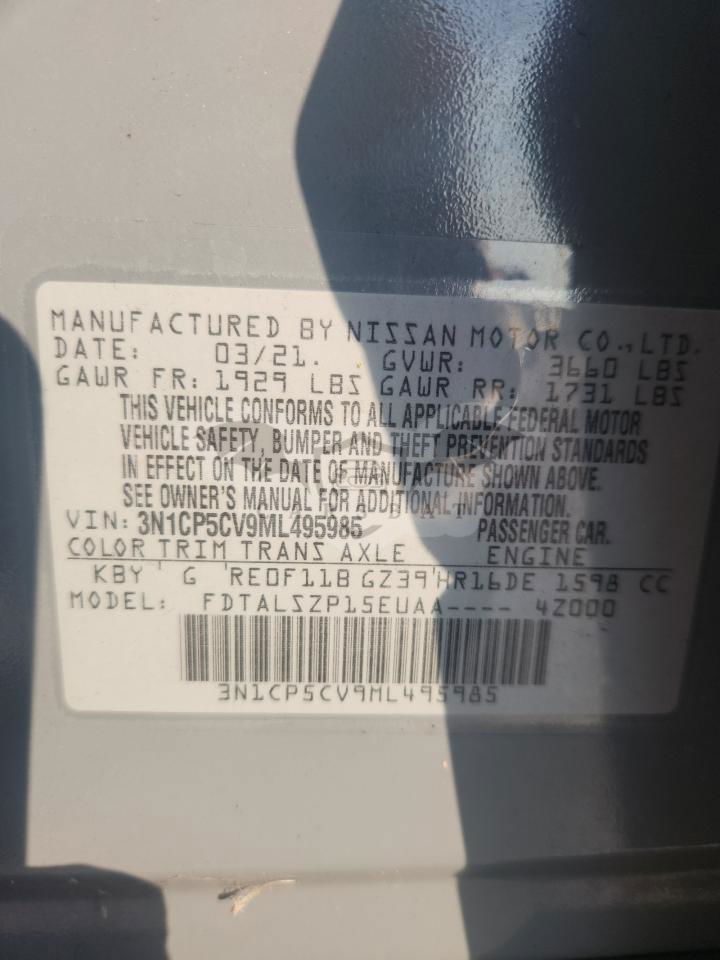 MANUFACTURED BY NISSAN MOTOR CO., LTD.
DATE: 03/21. GVWR: 3660 LBS
GAWR FR: 1929 LBS GAWR RR: 1731 LBS
THIS VEHICLE CONFORMS TO ALL APPLICABLE FEDERAL MOTOR
VEHICLE SAFETY, BUMPER AND THEFT PREVENTION STANDARDS
IN EFFECT ON THE DATE OF MANUFACTURE SHOWN ABOVE.
SEE OWNER'S MANUAL FOR ADDITIONAL INFORMATION.
VIN: 3N1CP5CV9ML495985 PASSENGER CAR.
COLOR TRIM TRANS AXLE ENGINE
KBY G RE0F11B GZ39 HR16DE 1598 CC
MODEL: FDTALSZP15EUAA---- 4Z000
3N1CP5CV9ML495985